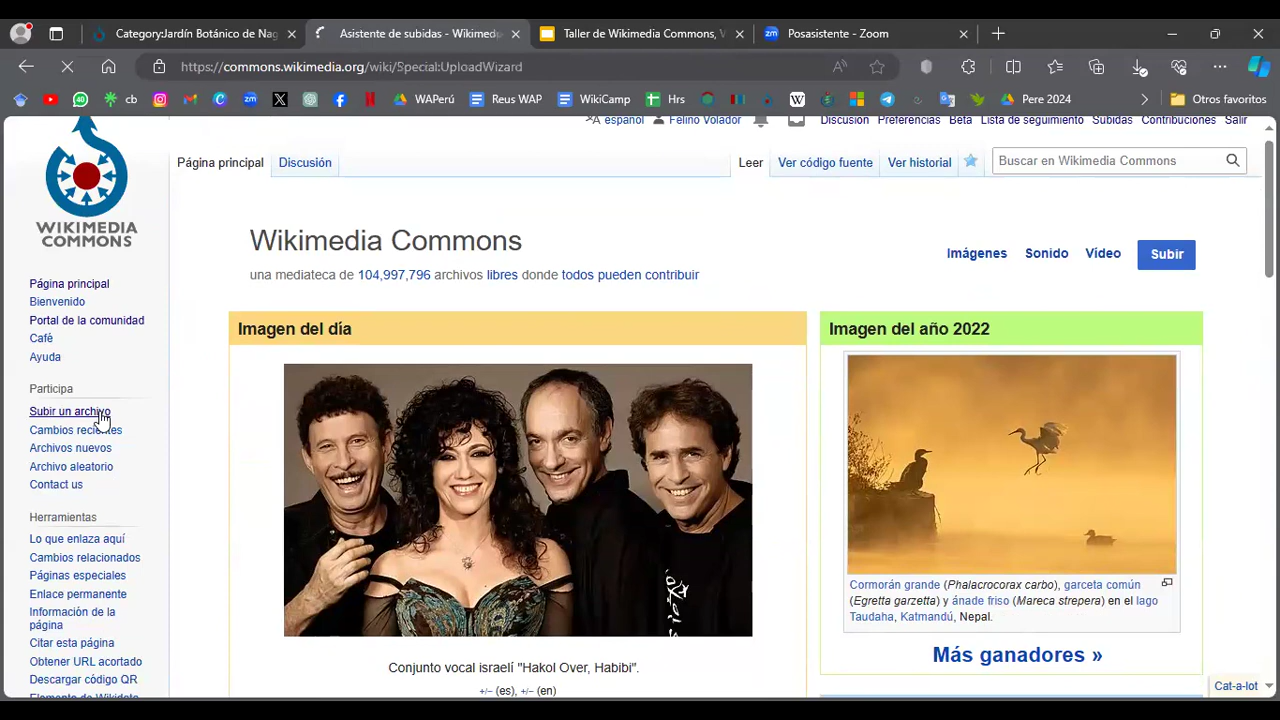 Category:Jardín Botánico de Nag
Asistente de subidas - Wikimedi
Taller de Wikimedia Commons, V
Posasistente - Zoom
https://commons.wikimedia.org/wiki/Special:UploadWizard
cb
WAPerú
Reus WAP
WikiCamp
Hrs
Pere 2024
Otros favoritos
español
Felino Volador
Discusión
Preferencias
Beta
Lista de seguimiento
Subidas
Contribuciones
Salir
Página principal
Discusión
Leer
Ver código fuente
Ver historial
Buscar en Wikimedia Commons
WIKIMEDIA
COMMONS
Página principal
Bienvenido
Portal de la comunidad
Café
Ayuda
Participa
Subir un archivo
Cambios recientes
Archivos nuevos
Archivo aleatorio
Contact us
Herramientas
Lo que enlaza aquí
Cambios relacionados
Páginas especiales
Enlace permanente
Información de la
página
Citar esta página
Obtener URL acortado
Descargar código QR
Elemento de Wikidata
Wikimedia Commons
una mediateca de 104,997,796 archivos libres donde todos pueden contribuir
Imágenes
Sonido
Vídeo
Subir
Imagen del día
Conjunto vocal israelí "Hakol Over, Habibi".
+/− (es), +/− (en)
Imagen del año 2022
Cormorán grande (Phalacrocorax carbo), garceta común
(Egretta garzetta) y ánade friso (Mareca strepera) en el lago
Taudaha, Katmandú, Nepal.
Más ganadores »
Cat-a-lot